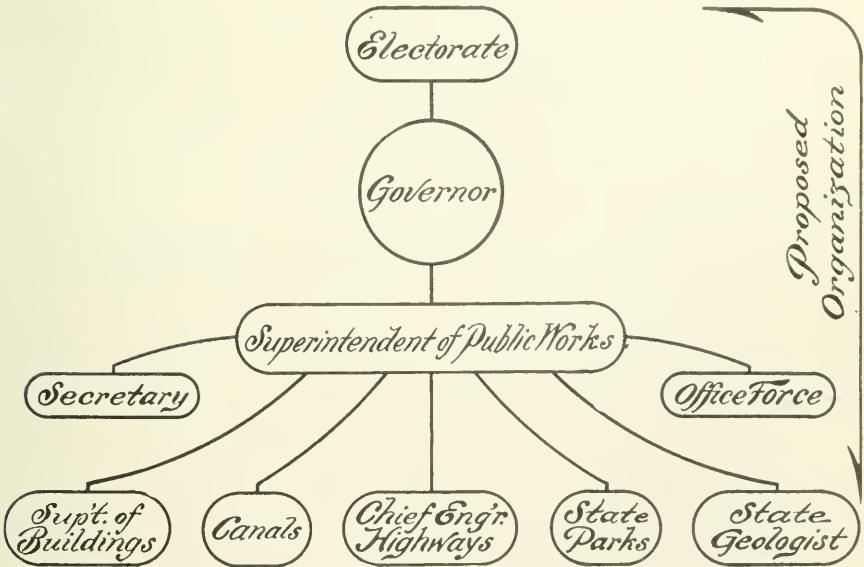 Electorate
Governor
Proposed
Organization
Superintendent of Public Works
Secretary
Office Force
Sup't. of
Buildings
Canals
Chief Eng'r.
Highways
State
Parks
State
Geologist